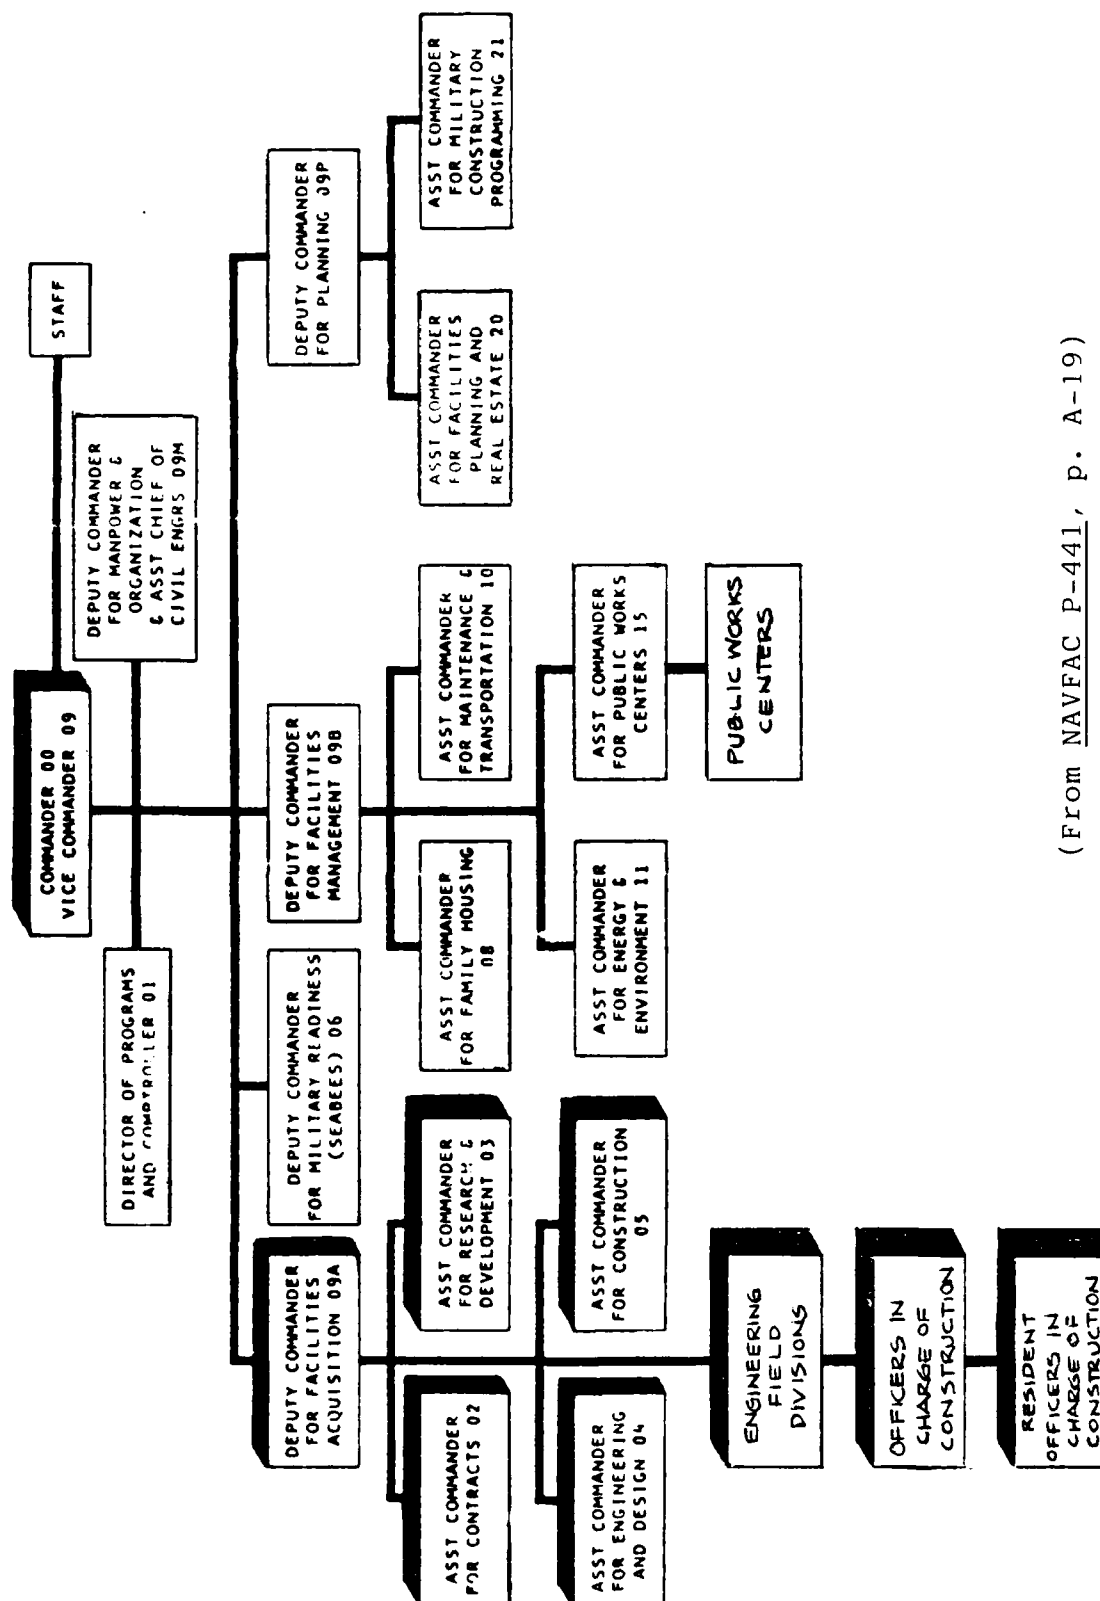 COMMANDER 00
VICE COMMANDER 09
STAFF
DIRECTOR OF PROGRAMS
AND COMPTROLLER 01
DEPUTY COMMANDER
FOR MANPOWER &
ORGANIZATION
& ASST CHIEF OF
CIVIL ENGRS 09M
DEPUTY COMMANDER
FOR FACILITIES
ACQUISITION 09A
DEPUTY COMMANDER
FOR MILITARY READINESS
(SEABEES) 06
DEPUTY COMMANDER
FOR FACILITIES
MANAGEMENT 09B
DEPUTY COMMANDER
FOR PLANNING 09P
ASST COMMANDER
FOR CONTRACTS 02
ASST COMMANDER
FOR RESEARCH &
DEVELOPMENT 03
ASST COMMANDER
FOR FAMILY HOUSING
08
ASST COMMANDER
FOR MAINTENANCE &
TRANSPORTATION 10
ASST COMMANDER
FOR FACILITIES
PLANNING AND
REAL ESTATE 20
ASST COMMANDER
FOR MILITARY
CONSTRUCTION
PROGRAMMING 21
ASST COMMANDER
FOR ENGINEERING
AND DESIGN 04
ASST COMMANDER
FOR CONSTRUCTION
05
ASST COMMANDER
FOR ENERGY &
ENVIRONMENT 11
ASST COMMANDER
FOR PUBLIC WORKS
CENTERS 15
ENGINEERING
FIELD
DIVISIONS
PUBLIC WORKS
CENTERS
OFFICERS IN
CHARGE OF
CONSTRUCTION
RESIDENT
OFFICERS IN
CHARGE OF
CONSTRUCTION
(From NAVFAC P-441, p. A-19)